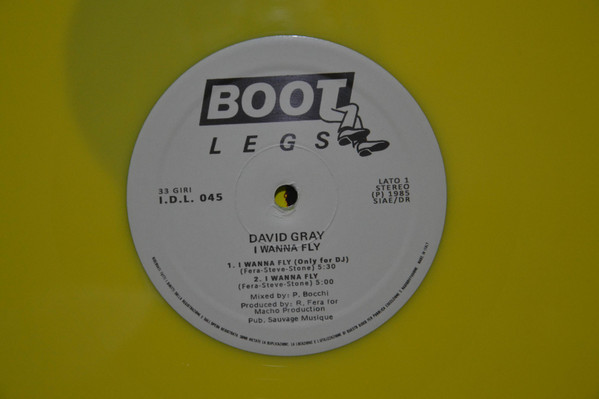 BOOT
LEGS
33 GIRI
I.D.L. 045
LATO 1
STEREO
(P) 1985
SIAE/DR
DAVID GRAY
I WANNA FLY
1. I WANNA FLY (Only for DJ)
(Fera-Steve-Stone) 5:30
2. I WANNA FLY
(Fera-Steve-Stone) 5:00
Mixed by: P. Bocchi
Produced by: R. Fera for
Macho Production
Pub. Sauvage Musique